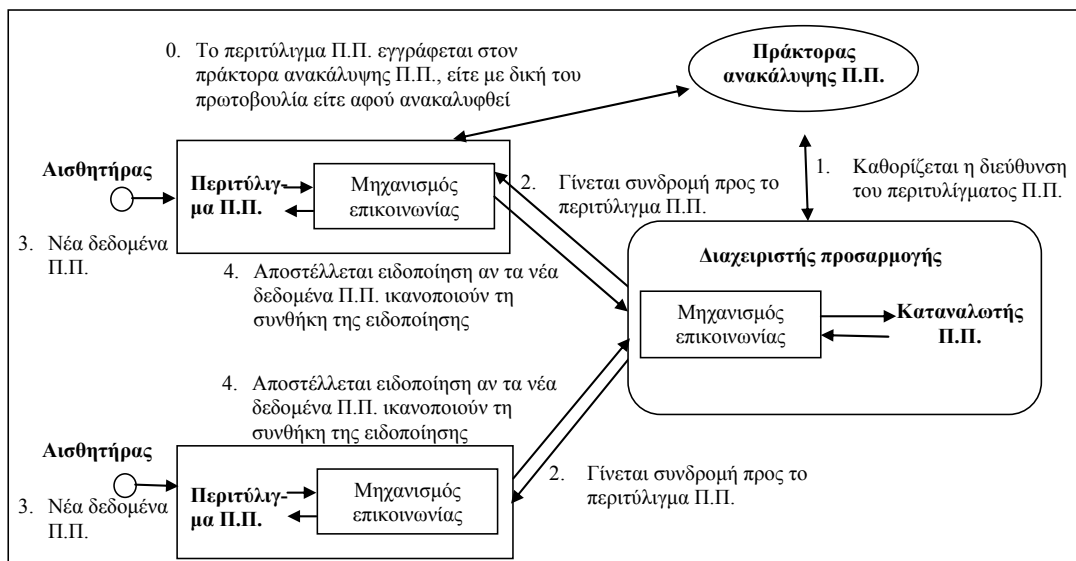 0. Το περιτύλιγμα Π.Π. εγγράφεται στον
πράκτορα ανακάλυψης Π.Π., είτε με δική του
πρωτοβουλία είτε αφού ανακαλυφθεί
Πράκτορας
ανακάλυψης Π.Π.
Αισθητήρας
Περιτύλιγ-
μα Π.Π.
Μηχανισμός
επικοινωνίας
2. Γίνεται συνδρομή προς το
περιτύλιγμα Π.Π.
1. Καθορίζεται η διεύθυνση
του περιτυλίγματος Π.Π.
3. Νέα δεδομένα
Π.Π.
4. Αποστέλλεται ειδοποίηση αν τα νέα
δεδομένα Π.Π. ικανοποιούν τη
συνθήκη της ειδοποίησης
Διαχειριστής προσαρμογής
Μηχανισμός
επικοινωνίας
Καταναλωτής
Π.Π.
4. Αποστέλλεται ειδοποίηση αν τα νέα
δεδομένα Π.Π. ικανοποιούν τη
συνθήκη της ειδοποίησης
Αισθητήρας
3. Νέα δεδομένα
Π.Π.
Περιτύλιγ-
μα Π.Π.
Μηχανισμός
επικοινωνίας
2. Γίνεται συνδρομή προς το
περιτύλιγμα Π.Π.